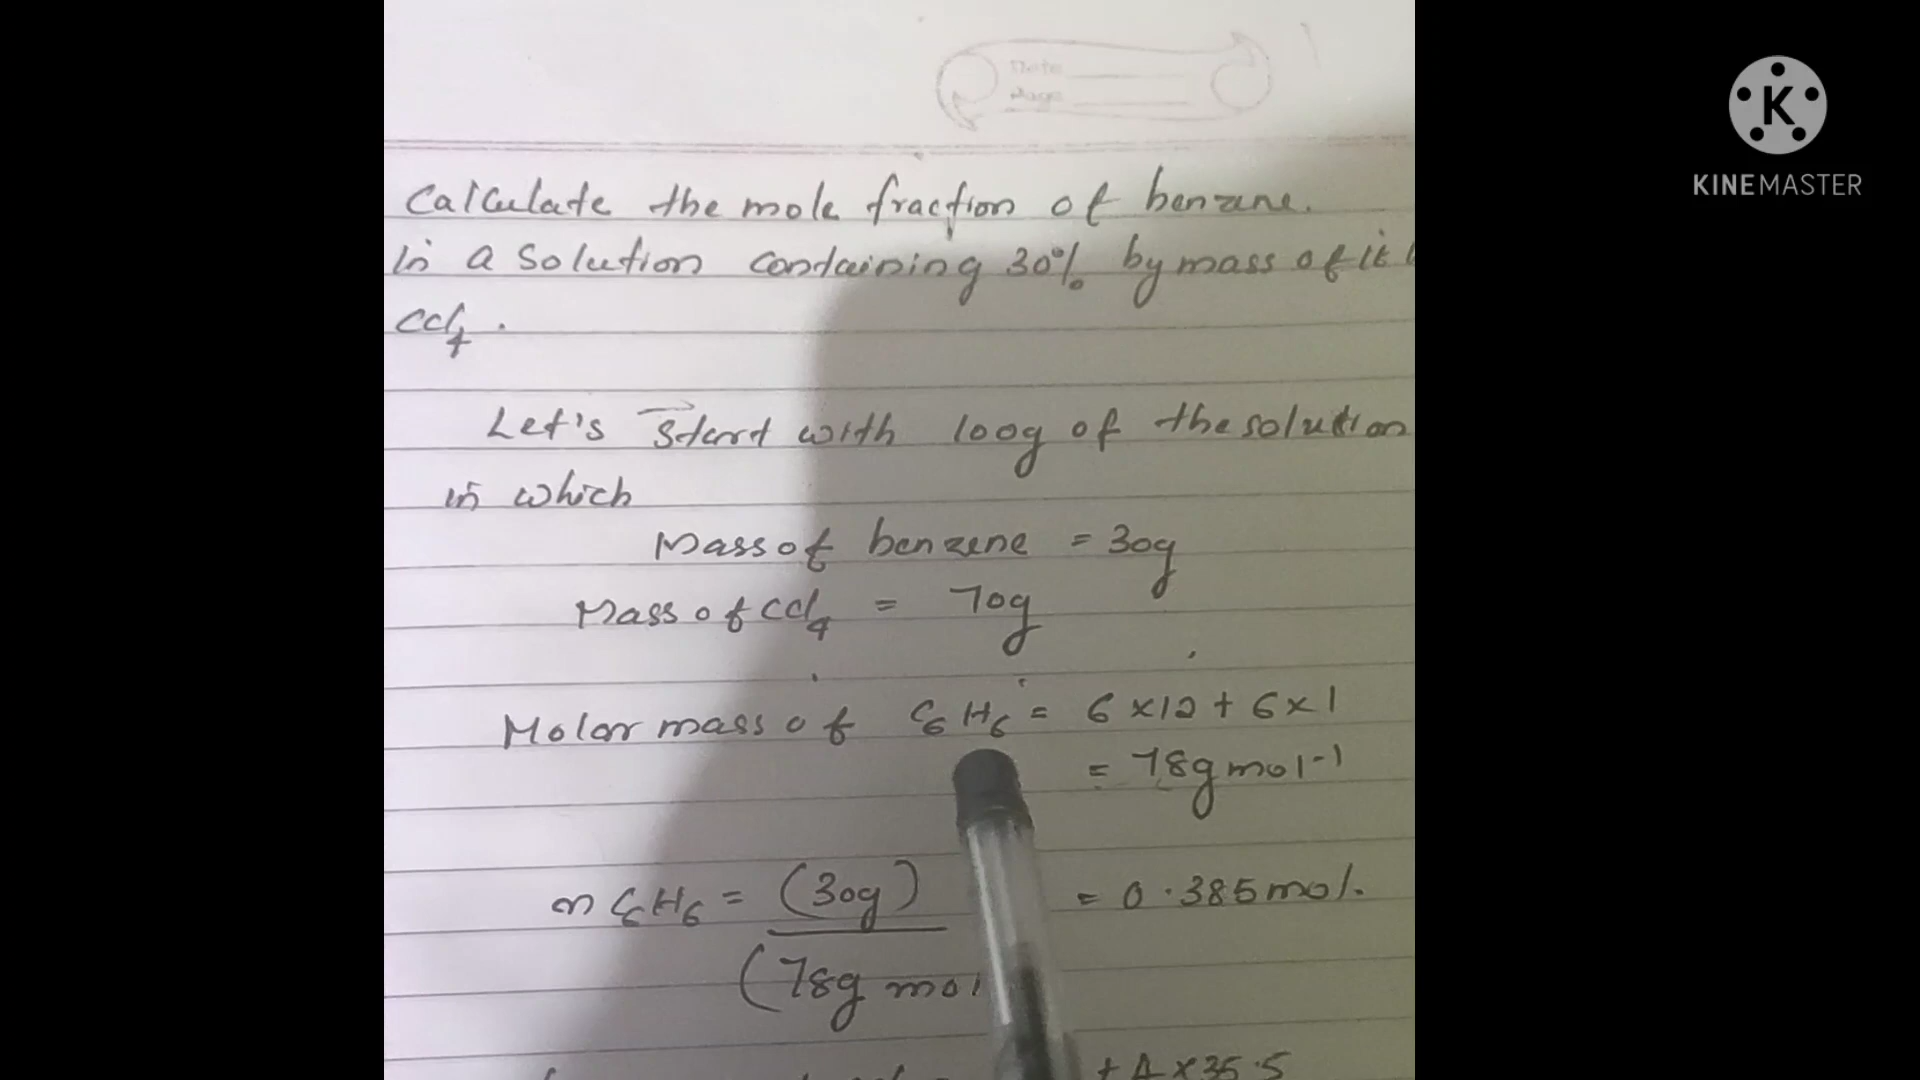 Date
Page
Calculate the mole fraction of benzene.
in a solution containing 30% by mass of it
CCl4.
Let's start with 100g of the solution
in which
Mass of benzene = 30g
Mass of CCl4 = 70g
Molar mass of C6H6 = 6×12 + 6×1
= 78g mol-1
n C6H6 = (30g) = 0.385 mol.
(78g mol
+ 4×35.5
K
KINEMASTER